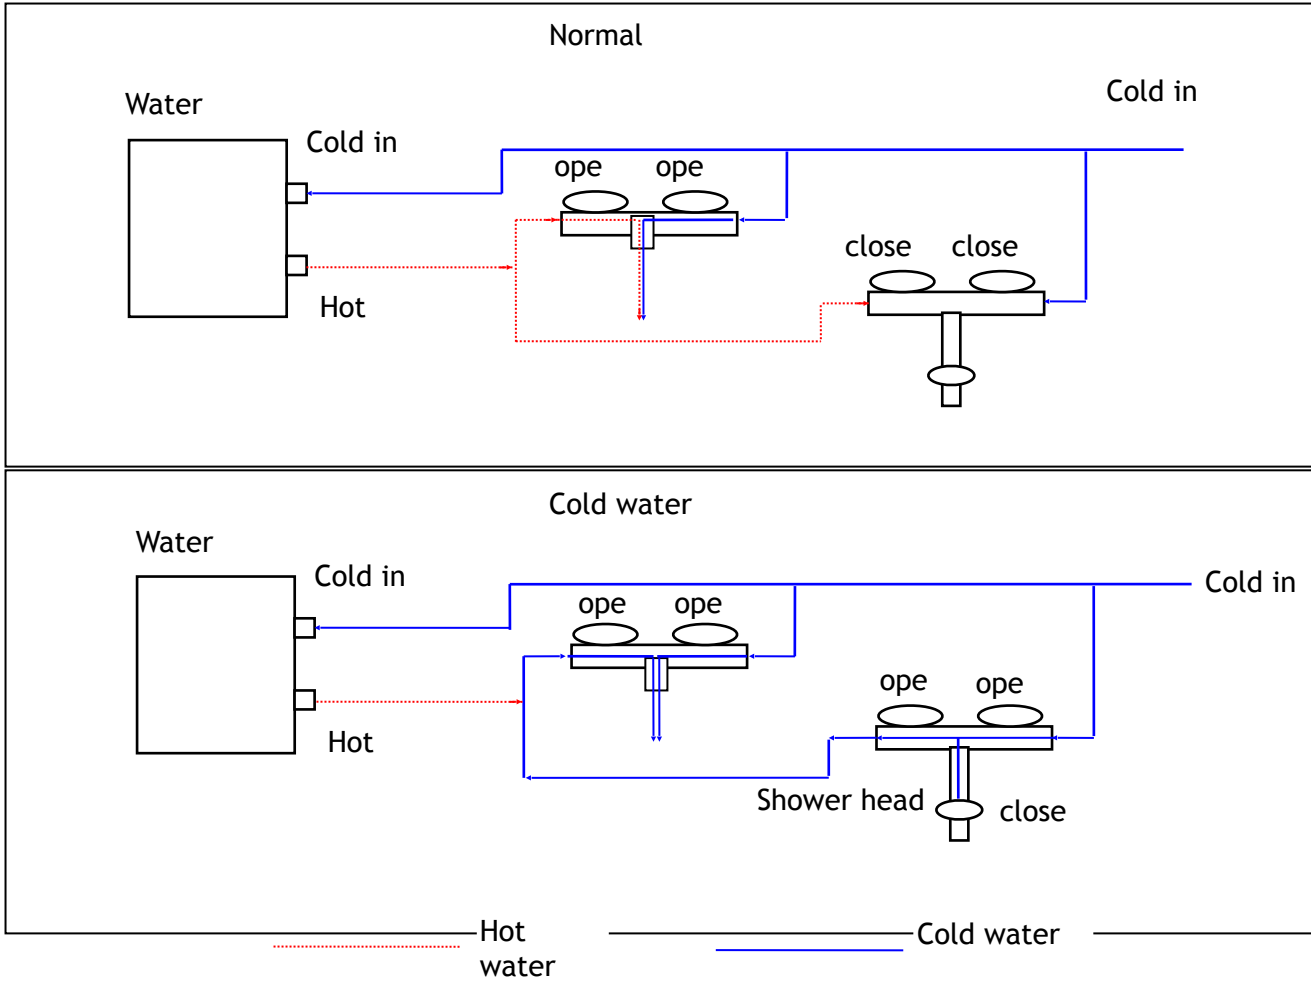 Normal
Cold in
Water
Cold in
ope
ope
close
close
Hot
Cold water
Water
Cold in
Cold in
ope
ope
ope
ope
Hot
Shower head
close
Hot
water
Cold water